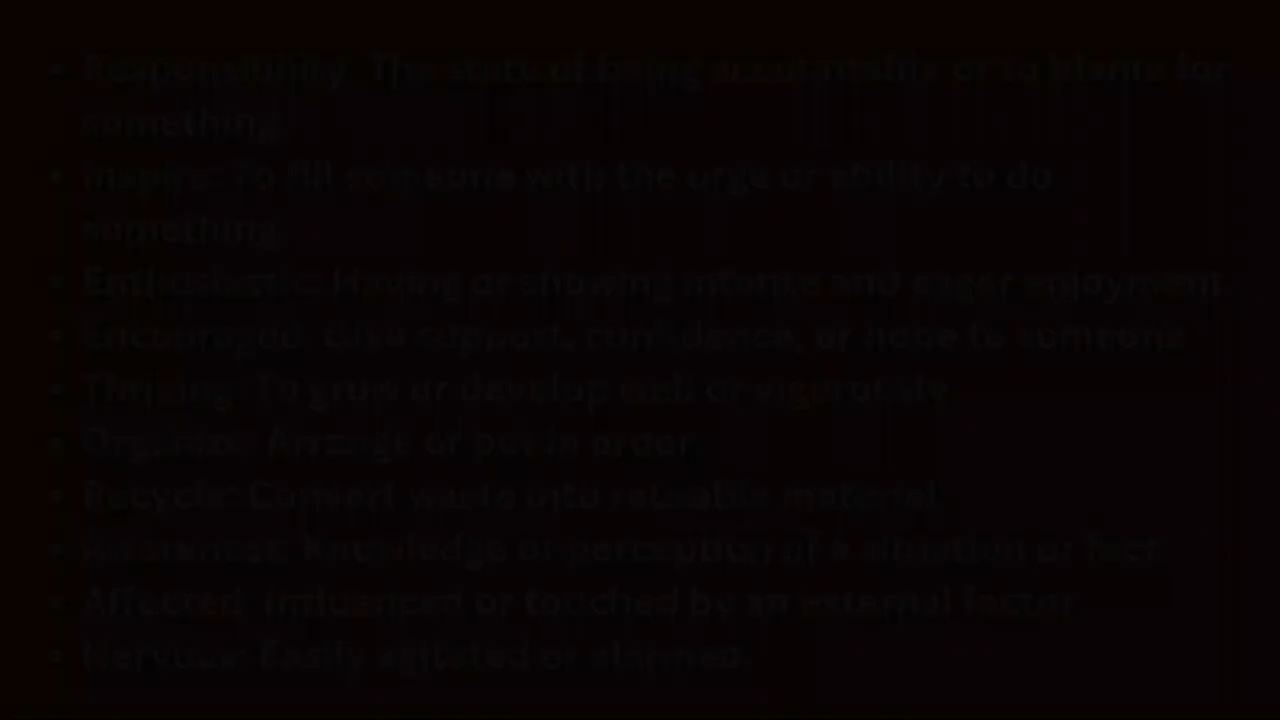 • Responsibility: The state of being accountable or to blame for
something.
• Inspire: To fill someone with the urge or ability to do
something.
• Enthusiastic: Having or showing intense and eager enjoyment.
• Encouraged: Give support, confidence, or hope to someone.
• Thriving: To grow or develop well or vigorously.
• Organize: Arrange or put in order.
• Recycle: Convert waste into reusable material.
• Awareness: Knowledge or perception of a situation or fact.
• Affected: Influenced or touched by an external factor.
• Nervous: Easily agitated or alarmed.